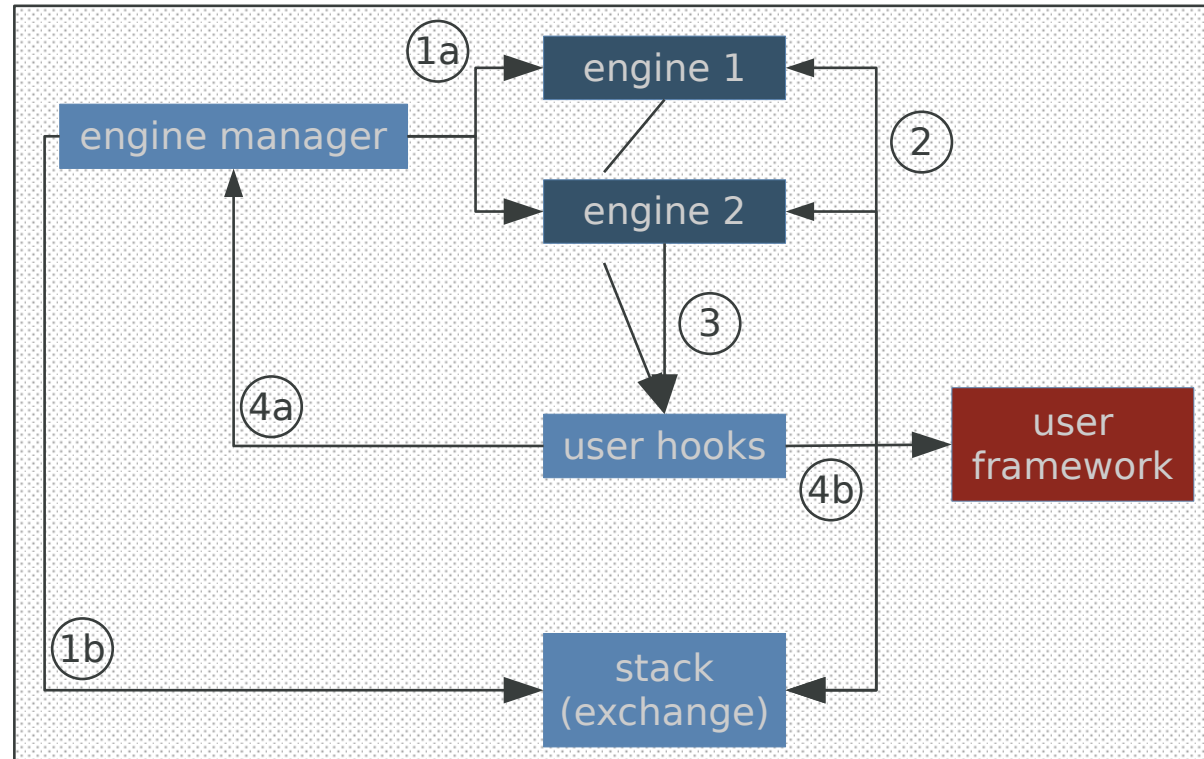 1a
engine 1
engine manager
2
engine 2
3
4a
user hooks
user
framework
4b
1b
stack
(exchange)